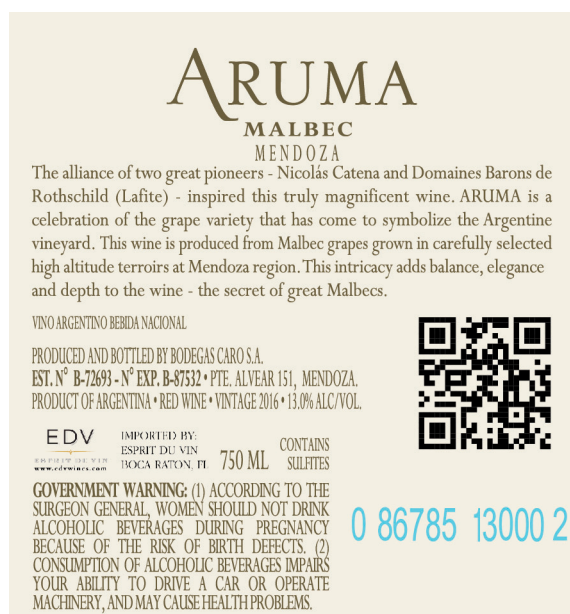 ARUMA
MALBEC
MENDOZA
The alliance of two great pioneers - Nicolás Catena and Domaines Barons de
Rothschild (Lafite) - inspired this truly magnificent wine. ARUMA is a
celebration of the grape variety that has come to symbolize the Argentine
vineyard. This wine is produced from Malbec grapes grown in carefully selected
high altitude terroirs at Mendoza region. This intricacy adds balance, elegance
and depth to the wine - the secret of great Malbecs.
VINO ARGENTINO BEBIDA NACIONAL
PRODUCED AND BOTTLED BY BODEGAS CARO S.A.
EST. N° B-72693 - N° EXP. B-87532 • PTE. ALVEAR 151, MENDOZA.
PRODUCT OF ARGENTINA • RED WINE • VINTAGE 2016 • 13.0% ALC/VOL.
EDV
ESPRIT DU VIN
www.edvwines.com
IMPORTED BY:
ESPRIT DU VIN
BOCA RATON, FL
750 ML
CONTAINS
SULFITES
GOVERNMENT WARNING: (1) ACCORDING TO THE
SURGEON GENERAL, WOMEN SHOULD NOT DRINK
ALCOHOLIC BEVERAGES DURING PREGNANCY
BECAUSE OF THE RISK OF BIRTH DEFECTS. (2)
CONSUMPTION OF ALCOHOLIC BEVERAGES IMPAIRS
YOUR ABILITY TO DRIVE A CAR OR OPERATE
MACHINERY, AND MAY CAUSE HEALTH PROBLEMS.
0 86785 13000 2